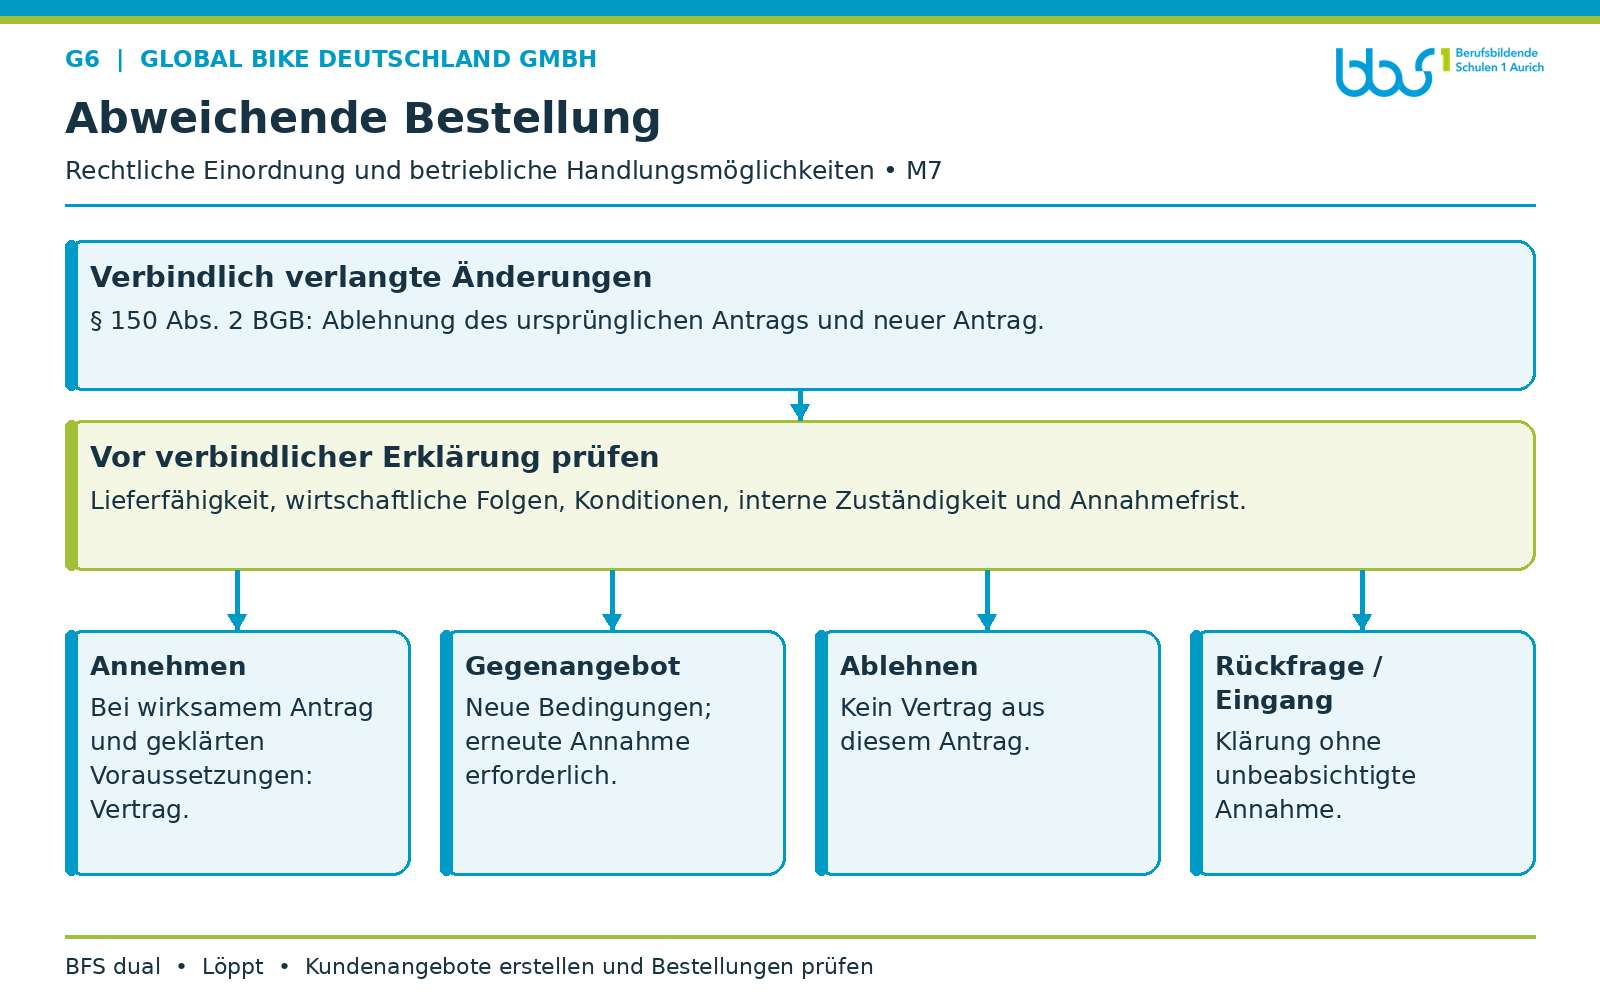 G6 | GLOBAL BIKE DEUTSCHLAND GMBH
bbs1 Berufsbildende
Schulen 1 Aurich
Abweichende Bestellung
Rechtliche Einordnung und betriebliche Handlungsmöglichkeiten • M7
Verbindlich verlangte Änderungen
§ 150 Abs. 2 BGB: Ablehnung des ursprünglichen Antrags und neuer Antrag.
Vor verbindlicher Erklärung prüfen
Lieferfähigkeit, wirtschaftliche Folgen, Konditionen, interne Zuständigkeit und Annahmefrist.
Annehmen
Bei wirksamem Antrag
und geklärten
Voraussetzungen:
Vertrag.
Gegenangebot
Neue Bedingungen;
erneute Annahme
erforderlich.
Ablehnen
Kein Vertrag aus
diesem Antrag.
Rückfrage /
Eingang
Klärung ohne
unbeabsichtigte
Annahme.
BFS dual • Löppt • Kundenangebote erstellen und Bestellungen prüfen